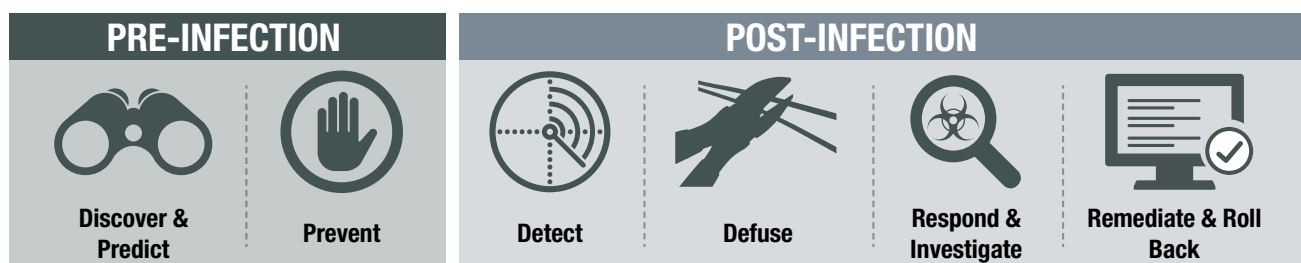 PRE-INFECTION
POST-INFECTION
Discover &
Predict
Prevent
Detect
Defuse
Respond &
Investigate
Remediate & Roll
Back